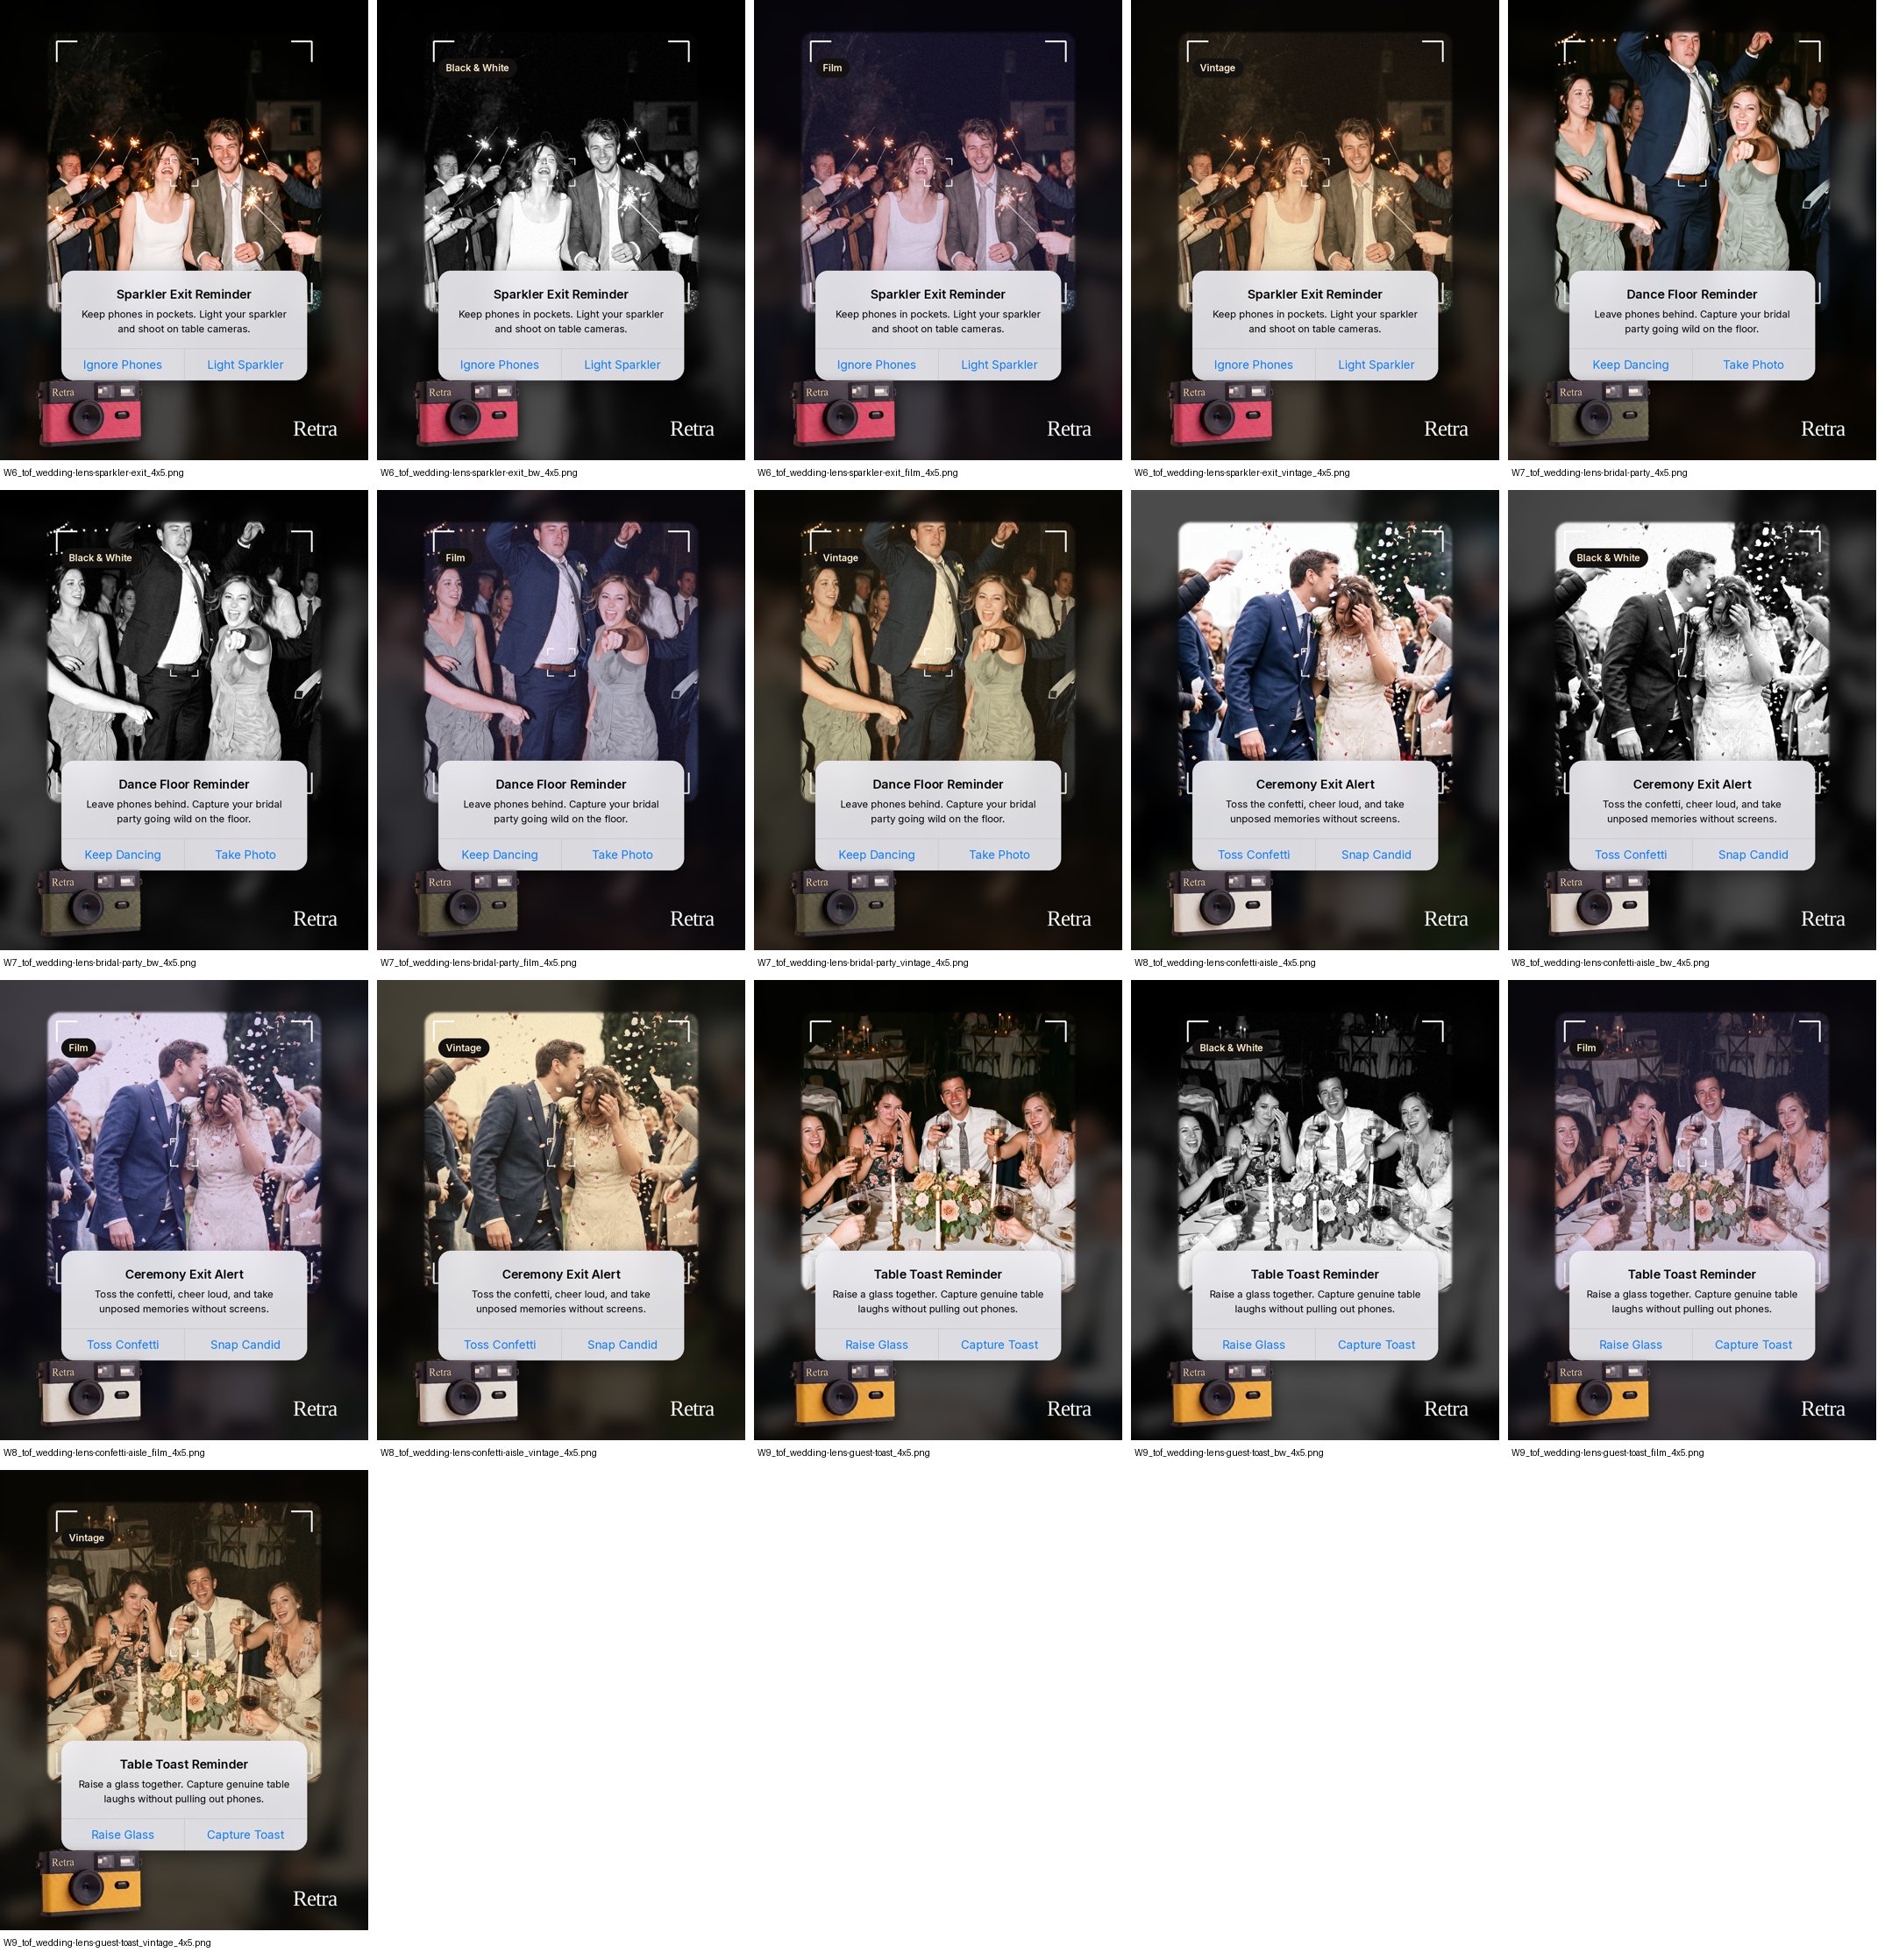 Sparkler Exit Reminder
Keep phones in pockets. Light your sparkler
and shoot on table cameras.
Ignore Phones
Light Sparkler
Retra
Retra
W6_tof_wedding-lens-sparkler-exit_4x5.png
Black & White
Sparkler Exit Reminder
Keep phones in pockets. Light your sparkler
and shoot on table cameras.
Ignore Phones
Light Sparkler
Retra
Retra
W6_tof_wedding-lens-sparkler-exit_bw_4x5.png
Film
Sparkler Exit Reminder
Keep phones in pockets. Light your sparkler
and shoot on table cameras.
Ignore Phones
Light Sparkler
Retra
Retra
W6_tof_wedding-lens-sparkler-exit_film_4x5.png
Vintage
Sparkler Exit Reminder
Keep phones in pockets. Light your sparkler
and shoot on table cameras.
Ignore Phones
Light Sparkler
Retra
Retra
W6_tof_wedding-lens-sparkler-exit_vintage_4x5.png
Dance Floor Reminder
Leave phones behind. Capture your bridal
party going wild on the floor.
Keep Dancing
Take Photo
Retra
Retra
W7_tof_wedding-lens-bridal-party_4x5.png
Black & White
Dance Floor Reminder
Leave phones behind. Capture your bridal
party going wild on the floor.
Keep Dancing
Take Photo
Retra
Retra
W7_tof_wedding-lens-bridal-party_bw_4x5.png
Film
Dance Floor Reminder
Leave phones behind. Capture your bridal
party going wild on the floor.
Keep Dancing
Take Photo
Retra
Retra
W7_tof_wedding-lens-bridal-party_film_4x5.png
Vintage
Dance Floor Reminder
Leave phones behind. Capture your bridal
party going wild on the floor.
Keep Dancing
Take Photo
Retra
Retra
W7_tof_wedding-lens-bridal-party_vintage_4x5.png
Ceremony Exit Alert
Toss the confetti, cheer loud, and take
unposed memories without screens.
Toss Confetti
Snap Candid
Retra
Retra
W8_tof_wedding-lens-confetti-aisle_4x5.png
Black & White
Ceremony Exit Alert
Toss the confetti, cheer loud, and take
unposed memories without screens.
Toss Confetti
Snap Candid
Retra
Retra
W8_tof_wedding-lens-confetti-aisle_bw_4x5.png
Film
Ceremony Exit Alert
Toss the confetti, cheer loud, and take
unposed memories without screens.
Toss Confetti
Snap Candid
Retra
Retra
W8_tof_wedding-lens-confetti-aisle_film_4x5.png
Vintage
Ceremony Exit Alert
Toss the confetti, cheer loud, and take
unposed memories without screens.
Toss Confetti
Snap Candid
Retra
Retra
W8_tof_wedding-lens-confetti-aisle_vintage_4x5.png
Table Toast Reminder
Raise a glass together. Capture genuine table
laughs without pulling out phones.
Raise Glass
Capture Toast
Retra
Retra
W9_tof_wedding-lens-guest-toast_4x5.png
Black & White
Table Toast Reminder
Raise a glass together. Capture genuine table
laughs without pulling out phones.
Raise Glass
Capture Toast
Retra
Retra
W9_tof_wedding-lens-guest-toast_bw_4x5.png
Film
Table Toast Reminder
Raise a glass together. Capture genuine table
laughs without pulling out phones.
Raise Glass
Capture Toast
Retra
Retra
W9_tof_wedding-lens-guest-toast_film_4x5.png
Vintage
Table Toast Reminder
Raise a glass together. Capture genuine table
laughs without pulling out phones.
Raise Glass
Capture Toast
Retra
Retra
W9_tof_wedding-lens-guest-toast_vintage_4x5.png